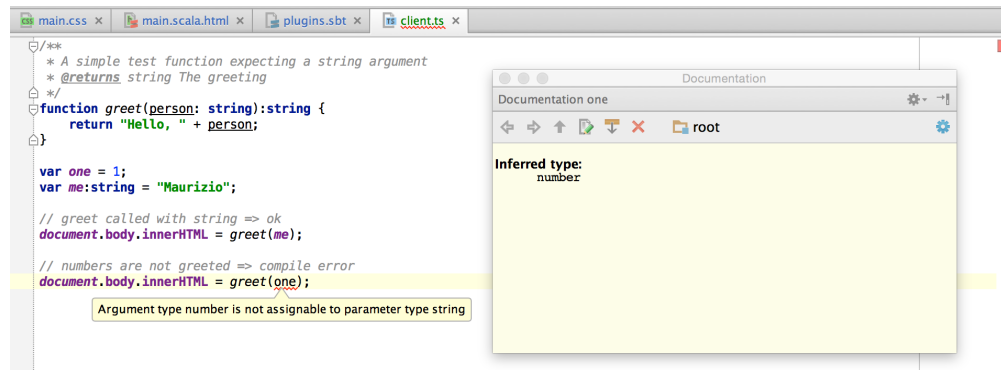 css main.css × main.scala.html × plugins.sbt × TS client.ts ×
/**
 * A simple test function expecting a string argument
 * @returns string The greeting
 */
function greet(person: string):string {
    return "Hello, " + person;
}
var one = 1;
var me:string = "Maurizio";
// greet called with string => ok
document.body.innerHTML = greet(me);
// numbers are not greeted => compile error
document.body.innerHTML = greet(one);
Argument type number is not assignable to parameter type string
Documentation
Documentation one
root
Inferred type:
number